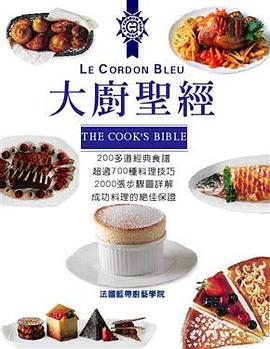 LE CORDON BLEU
大廚聖經
THE COOK'S BIBLE
200多道經典食譜
超過700種料理技巧
2000張步驟圖詳解
成功料理的絕佳保證
法國藍帶廚藝學院